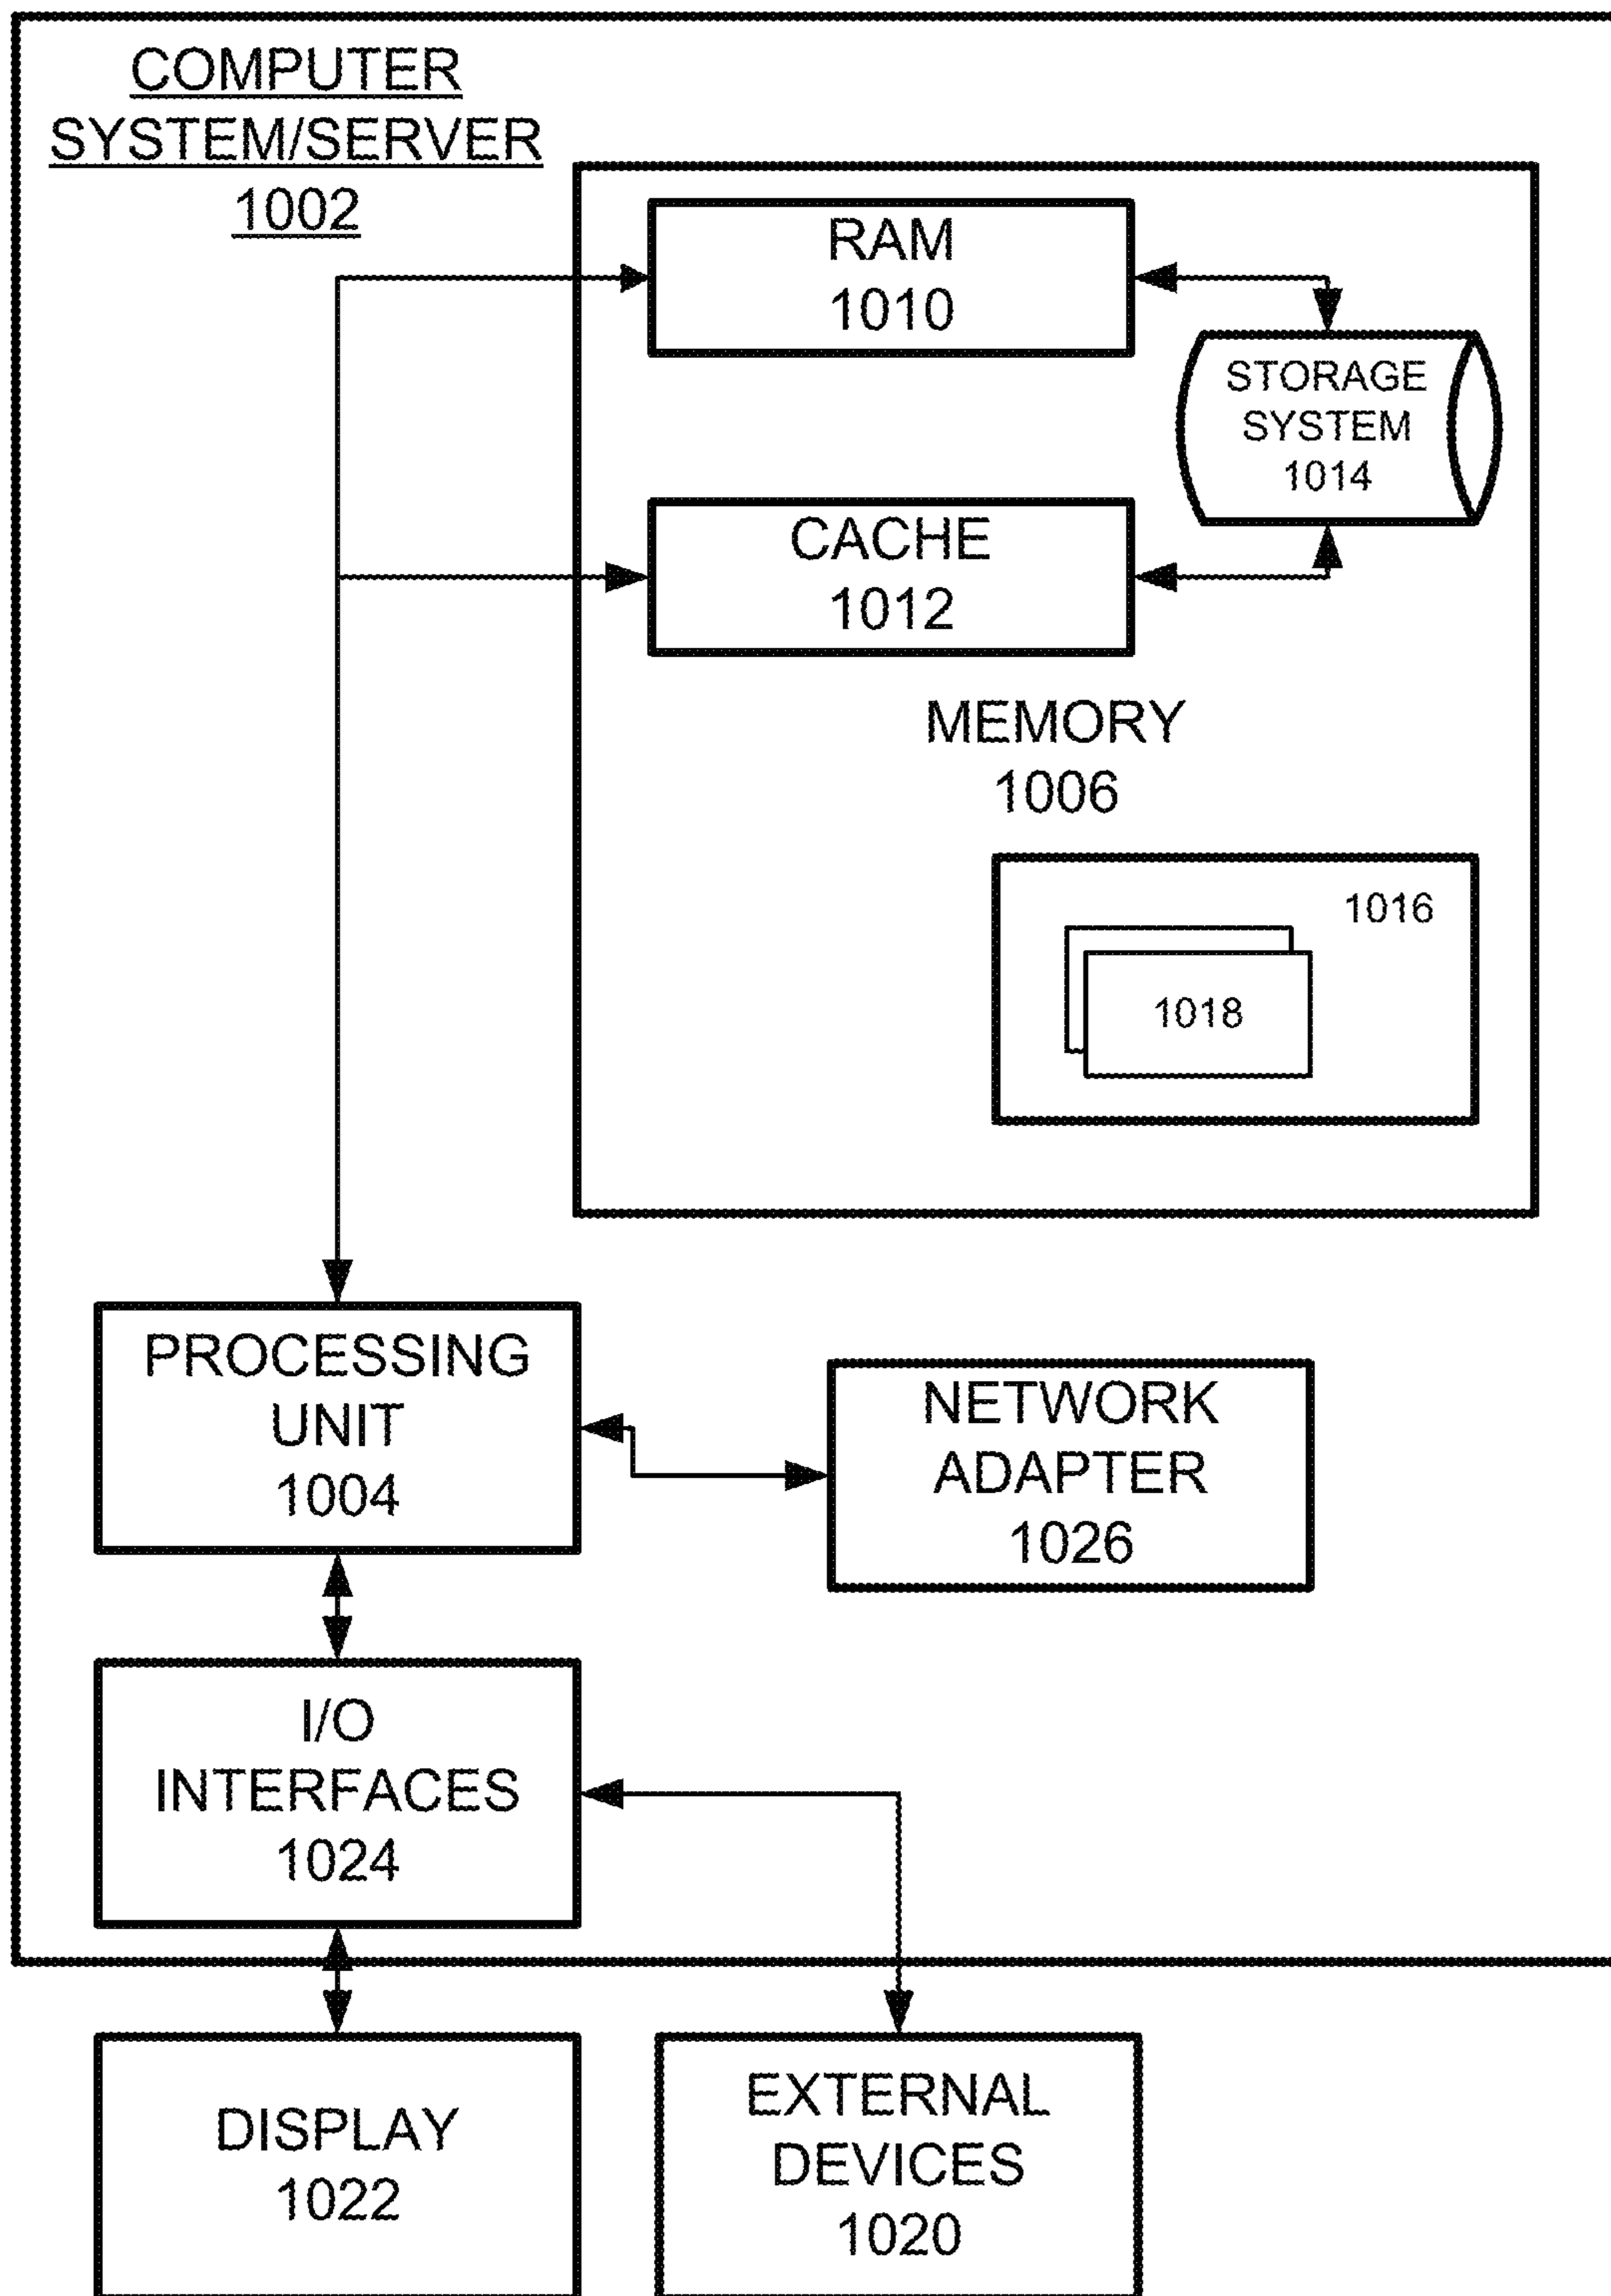 COMPUTER
SYSTEM/SERVER
1002
RAM
1010
STORAGE
SYSTEM
1014
CACHE
1012
MEMORY
1006
1016
1018
PROCESSING
UNIT
1004
NETWORK
ADAPTER
1026
I/O
INTERFACES
1024
DISPLAY
1022
EXTERNAL
DEVICES
1020